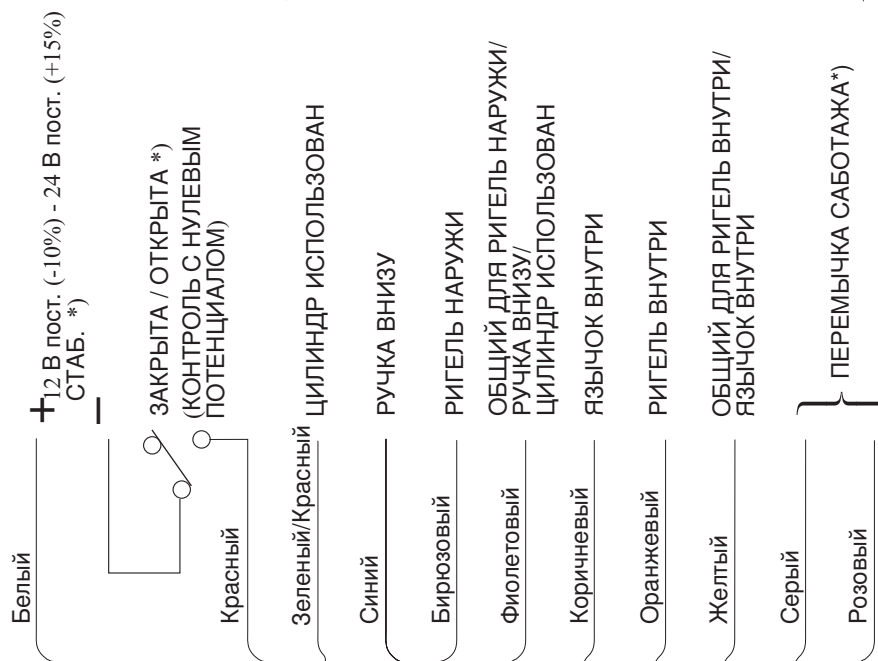 Белый
+
12 В пост. (-10%) - 24 В пост. (+15%)
СТАБ. *)
–
ЗАКРЫТА / ОТКРЫТА *)
(КОНТРОЛЬ С НУЛЕВЫМ
ПОТЕНЦИАЛОМ)
Красный
Зеленый/Красный
ЦИЛИНДР ИСПОЛЬЗОВАН
Синий
РУЧКА ВНИЗУ
Бирюзовый
РИГЕЛЬ НАРУЖИ
Фиолетовый
ОБЩИЙ ДЛЯ РИГЕЛЬ НАРУЖИ/
РУЧКА ВНИЗУ/
ЦИЛИНДР ИСПОЛЬЗОВАН
Коричневый
ЯЗЫЧОК ВНУТРИ
Оранжевый
РИГЕЛЬ ВНУТРИ
Желтый
ОБЩИЙ ДЛЯ РИГЕЛЬ ВНУТРИ/
ЯЗЫЧОК ВНУТРИ
Серый
ПЕРЕМЫЧКА САБОТАЖА*)
Розовый